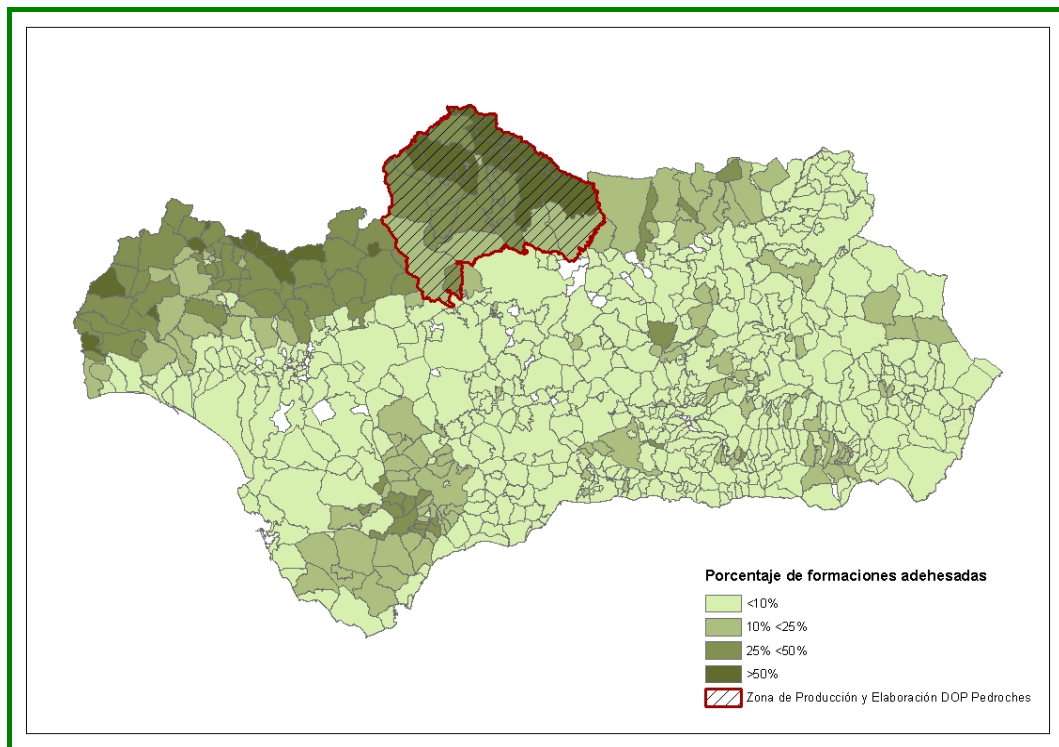 Porcentaje de formaciones adehesadas
<10%
10% <25%
25% <50%
>50%
Zona de Producción y Elaboración DOP Pedroches